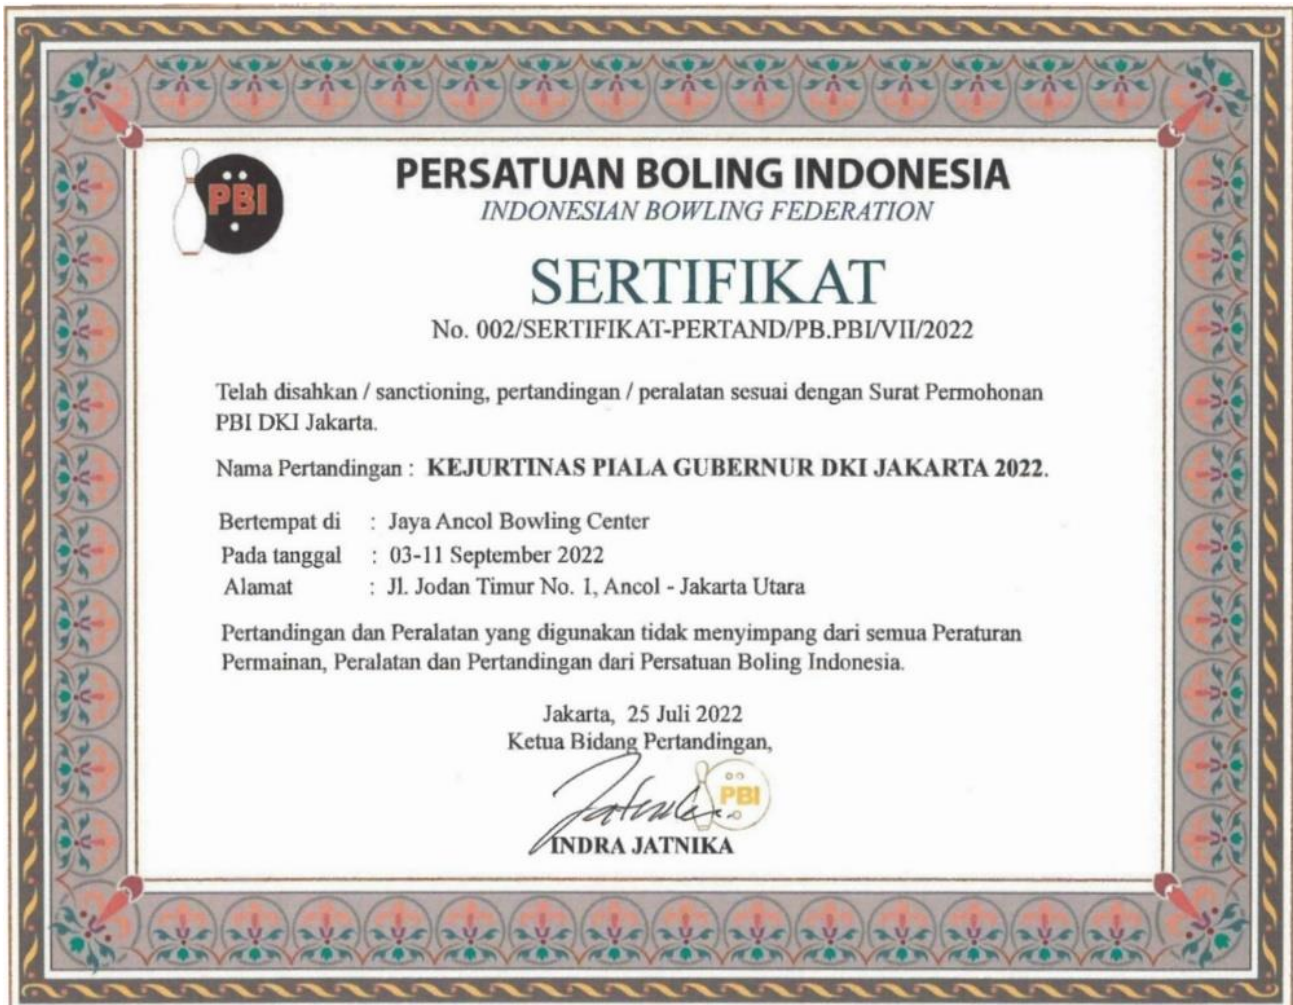 PBI
PERSATUAN BOLING INDONESIA
INDONESIAN BOWLING FEDERATION
SERTIFIKAT
No. 002/SERTIFIKAT-PERTAND/PB.PBI/VII/2022
Telah disahkan / sanctioning, pertandingan / peralatan sesuai dengan Surat Permohonan
PBI DKI Jakarta.
Nama Pertandingan : KEJURTINAS PIALA GUBERNUR DKI JAKARTA 2022.
Bertempat di : Jaya Ancol Bowling Center
Pada tanggal : 03-11 September 2022
Alamat : Jl. Jodan Timur No. 1, Ancol - Jakarta Utara
Pertandingan dan Peralatan yang digunakan tidak menyimpang dari semua Peraturan
Permainan, Peralatan dan Pertandingan dari Persatuan Boling Indonesia.
Jakarta, 25 Juli 2022
Ketua Bidang Pertandingan,
PBI
INDRA JATNIKA